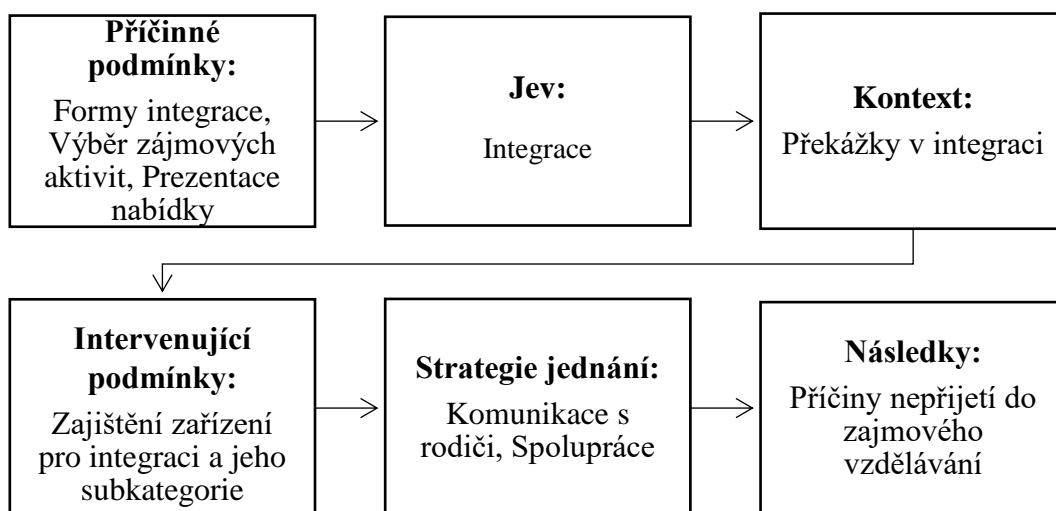 Příčinné
podmínky:
Formy integrace,
Výběr zájmových
aktivit, Prezentace
nabídky
Jev:
Integrace
Kontext:
Překážky v integraci
Intervenující
podmínky:
Zajištění zařízení
pro integraci a jeho
subkategorie
Strategie jednání:
Komunikace s
rodiči, Spolupráce
Následky:
Příčiny nepřijetí do
zajmového
vzdělávání